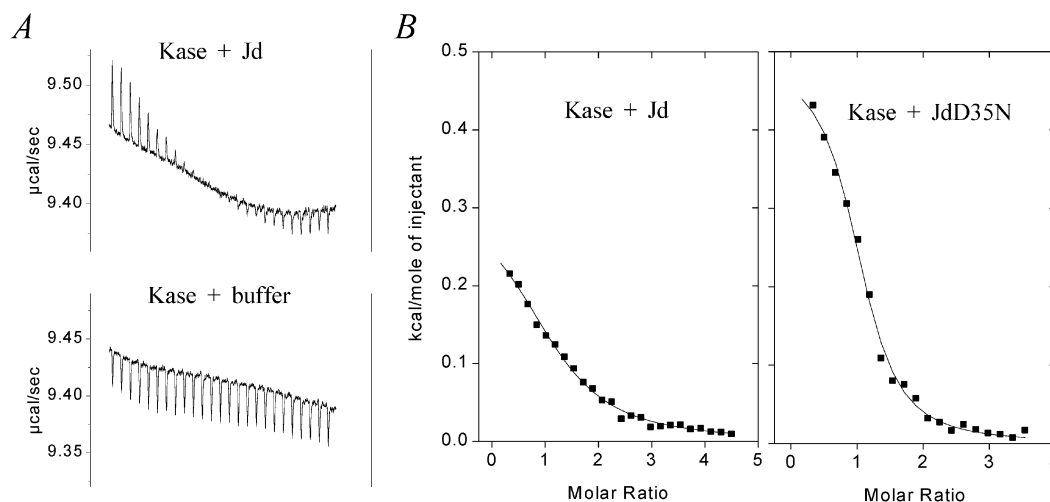 A
Kase + Jd
9.50
9.45
9.40
µcal/sec
Kase + buffer
9.45
9.40
9.35
µcal/sec
B
0.5
0.4
0.3
0.2
0.1
0.0
kcal/mole of injectant
Kase + Jd
0 1 2 3 4 5
Molar Ratio
Kase + JdD35N
0 1 2 3
Molar Ratio